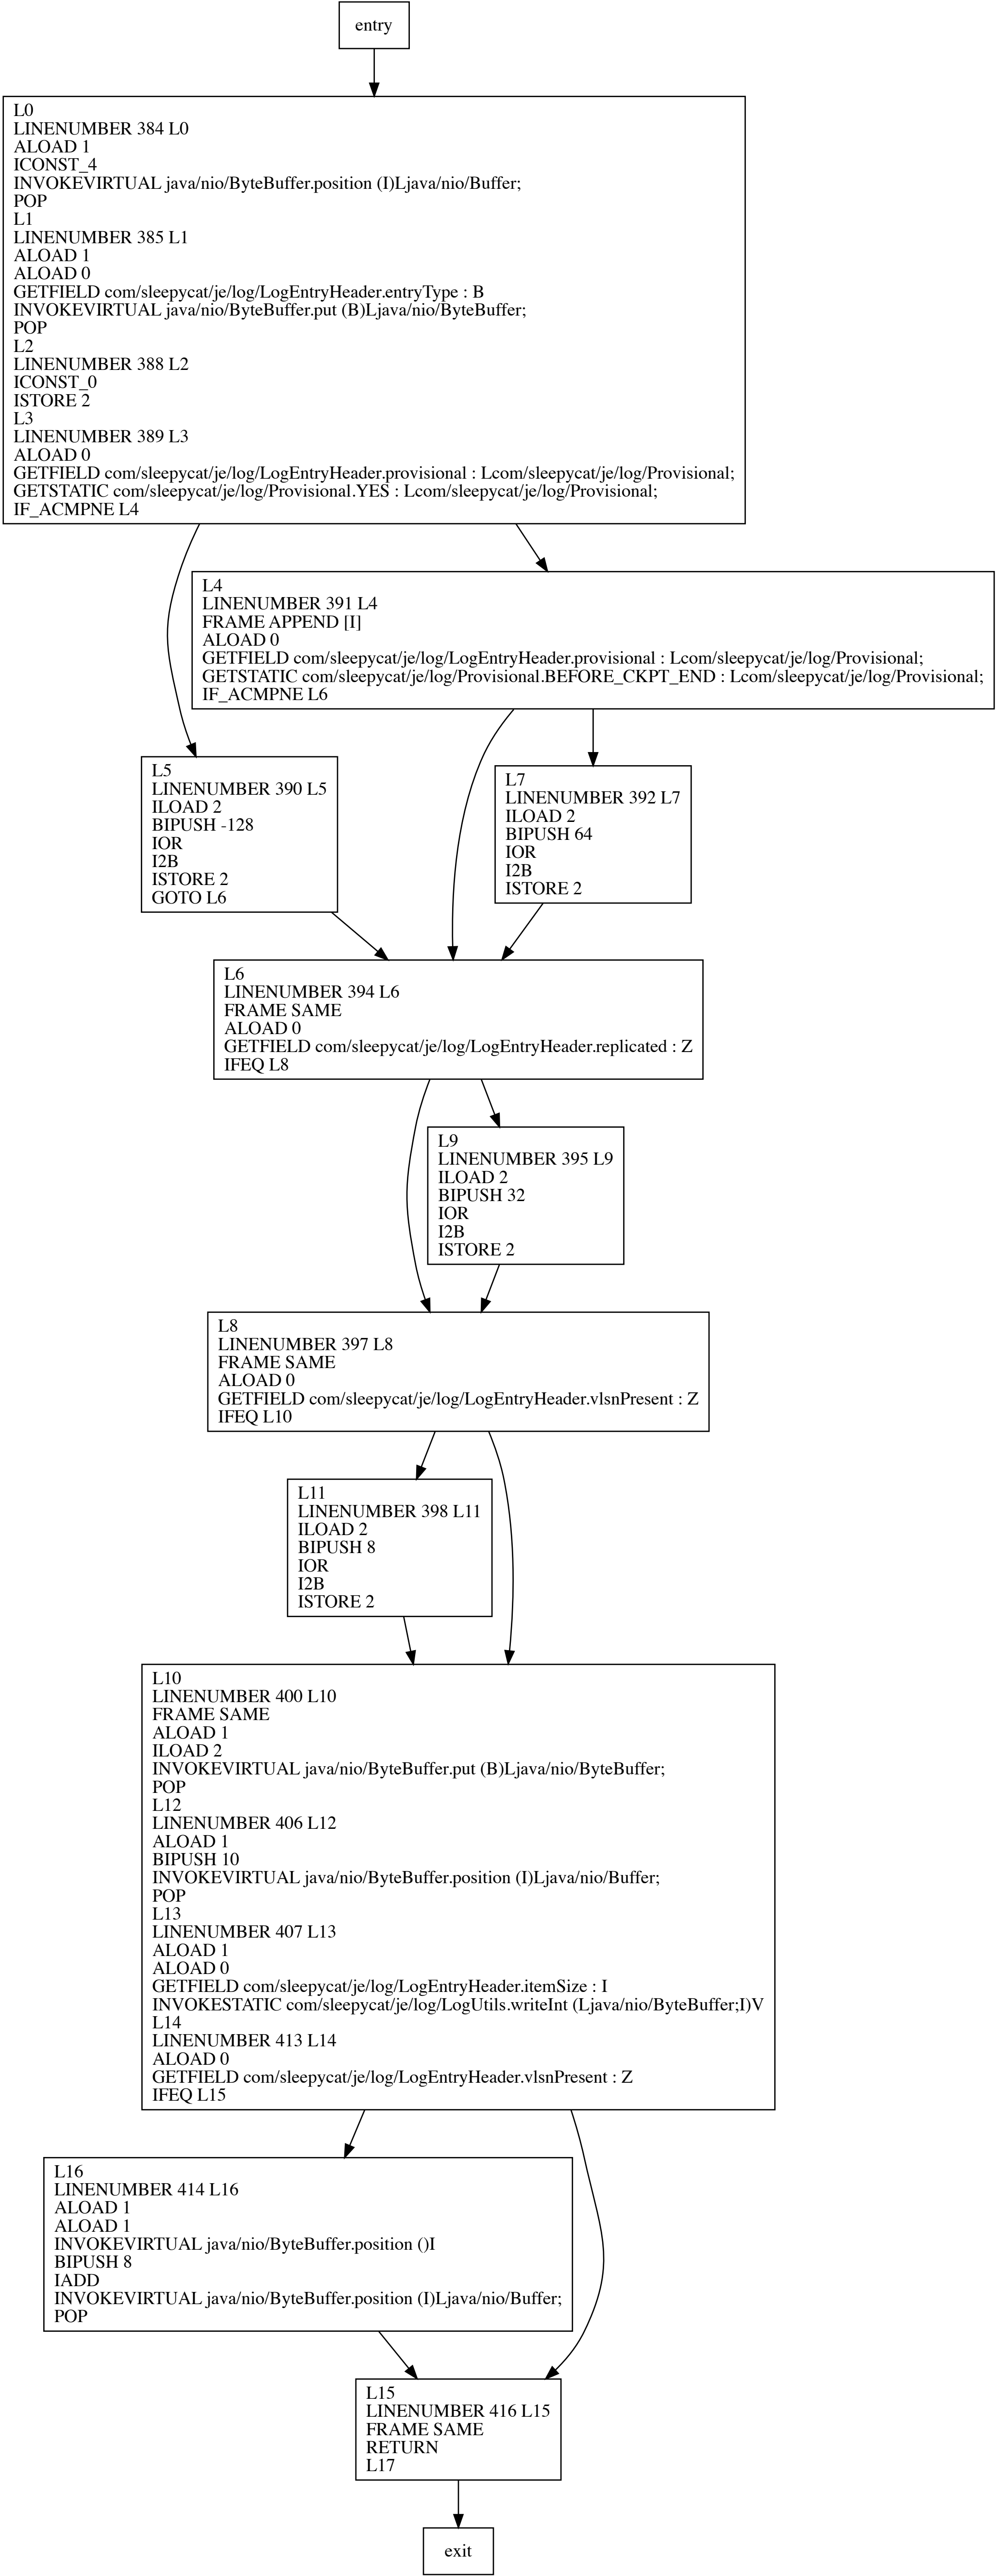 entry
L0
LINENUMBER 384 L0
ALOAD 1
ICONST_4
INVOKEVIRTUAL java/nio/ByteBuffer.position (I)Ljava/nio/Buffer;
POP
L1
LINENUMBER 385 L1
ALOAD 1
ALOAD 0
GETFIELD com/sleepycat/je/log/LogEntryHeader.entryType : B
INVOKEVIRTUAL java/nio/ByteBuffer.put (B)Ljava/nio/ByteBuffer;
POP
L2
LINENUMBER 388 L2
ICONST_0
ISTORE 2
L3
LINENUMBER 389 L3
ALOAD 0
GETFIELD com/sleepycat/je/log/LogEntryHeader.provisional : Lcom/sleepycat/je/log/Provisional;
GETSTATIC com/sleepycat/je/log/Provisional.YES : Lcom/sleepycat/je/log/Provisional;
IF_ACMPNE L4
L4
LINENUMBER 391 L4
FRAME APPEND [I]
ALOAD 0
GETFIELD com/sleepycat/je/log/LogEntryHeader.provisional : Lcom/sleepycat/je/log/Provisional;
GETSTATIC com/sleepycat/je/log/Provisional.BEFORE_CKPT_END : Lcom/sleepycat/je/log/Provisional;
IF_ACMPNE L6
L5
LINENUMBER 390 L5
ILOAD 2
BIPUSH -128
IOR
I2B
ISTORE 2
GOTO L6
L7
LINENUMBER 392 L7
ILOAD 2
BIPUSH 64
IOR
I2B
ISTORE 2
L6
LINENUMBER 394 L6
FRAME SAME
ALOAD 0
GETFIELD com/sleepycat/je/log/LogEntryHeader.replicated : Z
IFEQ L8
L9
LINENUMBER 395 L9
ILOAD 2
BIPUSH 32
IOR
I2B
ISTORE 2
L8
LINENUMBER 397 L8
FRAME SAME
ALOAD 0
GETFIELD com/sleepycat/je/log/LogEntryHeader.vlsnPresent : Z
IFEQ L10
L11
LINENUMBER 398 L11
ILOAD 2
BIPUSH 8
IOR
I2B
ISTORE 2
L10
LINENUMBER 400 L10
FRAME SAME
ALOAD 1
ILOAD 2
INVOKEVIRTUAL java/nio/ByteBuffer.put (B)Ljava/nio/ByteBuffer;
POP
L12
LINENUMBER 406 L12
ALOAD 1
BIPUSH 10
INVOKEVIRTUAL java/nio/ByteBuffer.position (I)Ljava/nio/Buffer;
POP
L13
LINENUMBER 407 L13
ALOAD 1
ALOAD 0
GETFIELD com/sleepycat/je/log/LogEntryHeader.itemSize : I
INVOKESTATIC com/sleepycat/je/log/LogUtils.writeInt (Ljava/nio/ByteBuffer;I)V
L14
LINENUMBER 413 L14
ALOAD 0
GETFIELD com/sleepycat/je/log/LogEntryHeader.vlsnPresent : Z
IFEQ L15
L16
LINENUMBER 414 L16
ALOAD 1
ALOAD 1
INVOKEVIRTUAL java/nio/ByteBuffer.position ()I
BIPUSH 8
IADD
INVOKEVIRTUAL java/nio/ByteBuffer.position (I)Ljava/nio/Buffer;
POP
L15
LINENUMBER 416 L15
FRAME SAME
RETURN
L17
exit